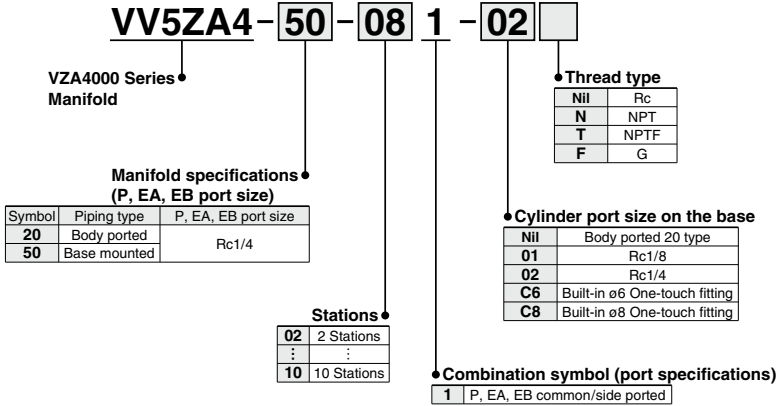 VV5ZA4-50-08 1-02
VZA4000 Series
Manifold
Thread type
Nil Rc
N NPT
T NPTF
F G
Manifold specifications
(P, EA, EB port size)
Symbol Piping type P, EA, EB port size
20 Body ported Rc1/4
50 Base mounted
Cylinder port size on the base
Nil Body ported 20 type
01 Rc1/8
02 Rc1/4
C6 Built-in ø6 One-touch fitting
C8 Built-in ø8 One-touch fitting
Stations
02 2 Stations
⋮ ⋮
10 10 Stations
Combination symbol (port specifications)
1 P, EA, EB common/side ported